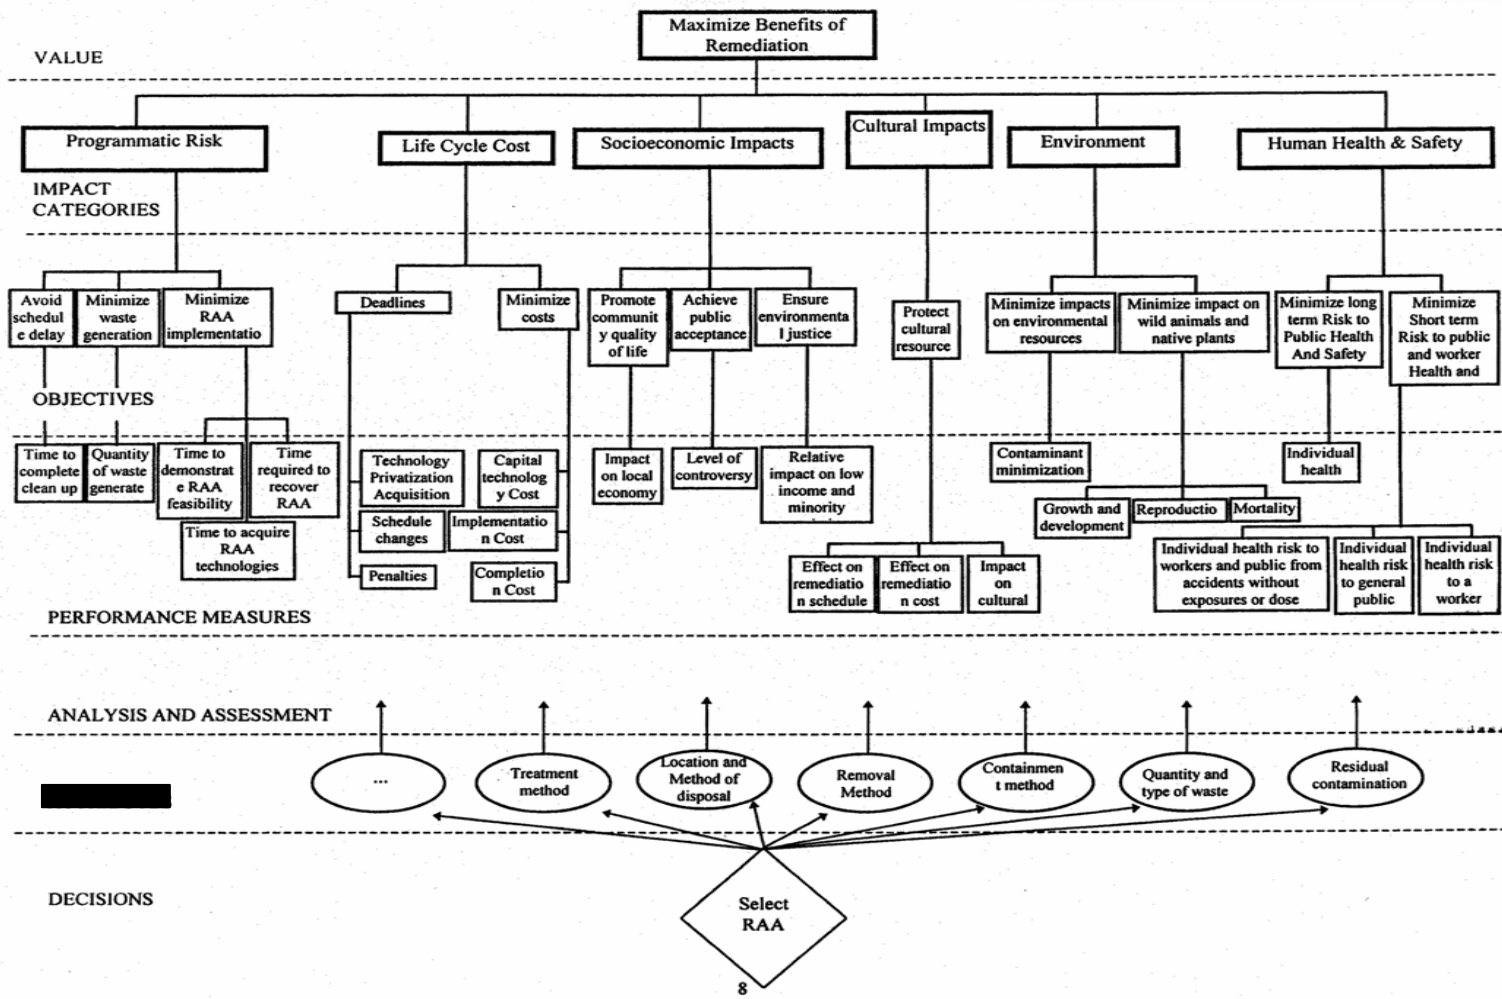 Maximize Benefits of
Remediation
VALUE
Programmatic Risk
Life Cycle Cost
Socioeconomic Impacts
Cultural Impacts
Environment
Human Health & Safety
IMPACT
CATEGORIES
Avoid
schedul
e delay
Minimize
waste
generation
Minimize
RAA
implementatio
Deadlines
Minimize
costs
Promote
communit
y quality
of life
Achieve
public
acceptance
Ensure
environmenta
l justice
Protect
cultural
resource
Minimize impacts
on environmental
resources
Minimize impact on
wild animals and
native plants
Minimize long
term Risk to
Public Health
And Safety
Minimize
Short term
Risk to public
and worker
Health and
OBJECTIVES
Time to
complete
clean up
Quantity
of waste
generate
Time to
demonstrat
e RAA
feasibility
Time
required to
recover
RAA
Time to acquire
RAA
technologies
Technology
Privatization
Acquisition
Schedule
changes
Penalties
Capital
technolog
y Cost
Implementatio
n Cost
Completio
n Cost
Impact
on local
economy
Level of
controversy
Relative
impact on low
income and
minority
Effect on
remediatio
n schedule
Effect on
remediatio
n cost
Impact
on
cultural
Contaminant
minimization
Growth and
development
Reproductio
Mortality
Individual
health
Individual health risk to
workers and public from
accidents without
exposures or dose
Individual
health risk
to general
public
Individual
health risk
to a
worker
PERFORMANCE MEASURES
ANALYSIS AND ASSESSMENT
...
Treatment
method
Location and
Method of
disposal
Removal
Method
Containmen
t method
Quantity and
type of waste
Residual
contamination
DECISIONS
Select
RAA
8